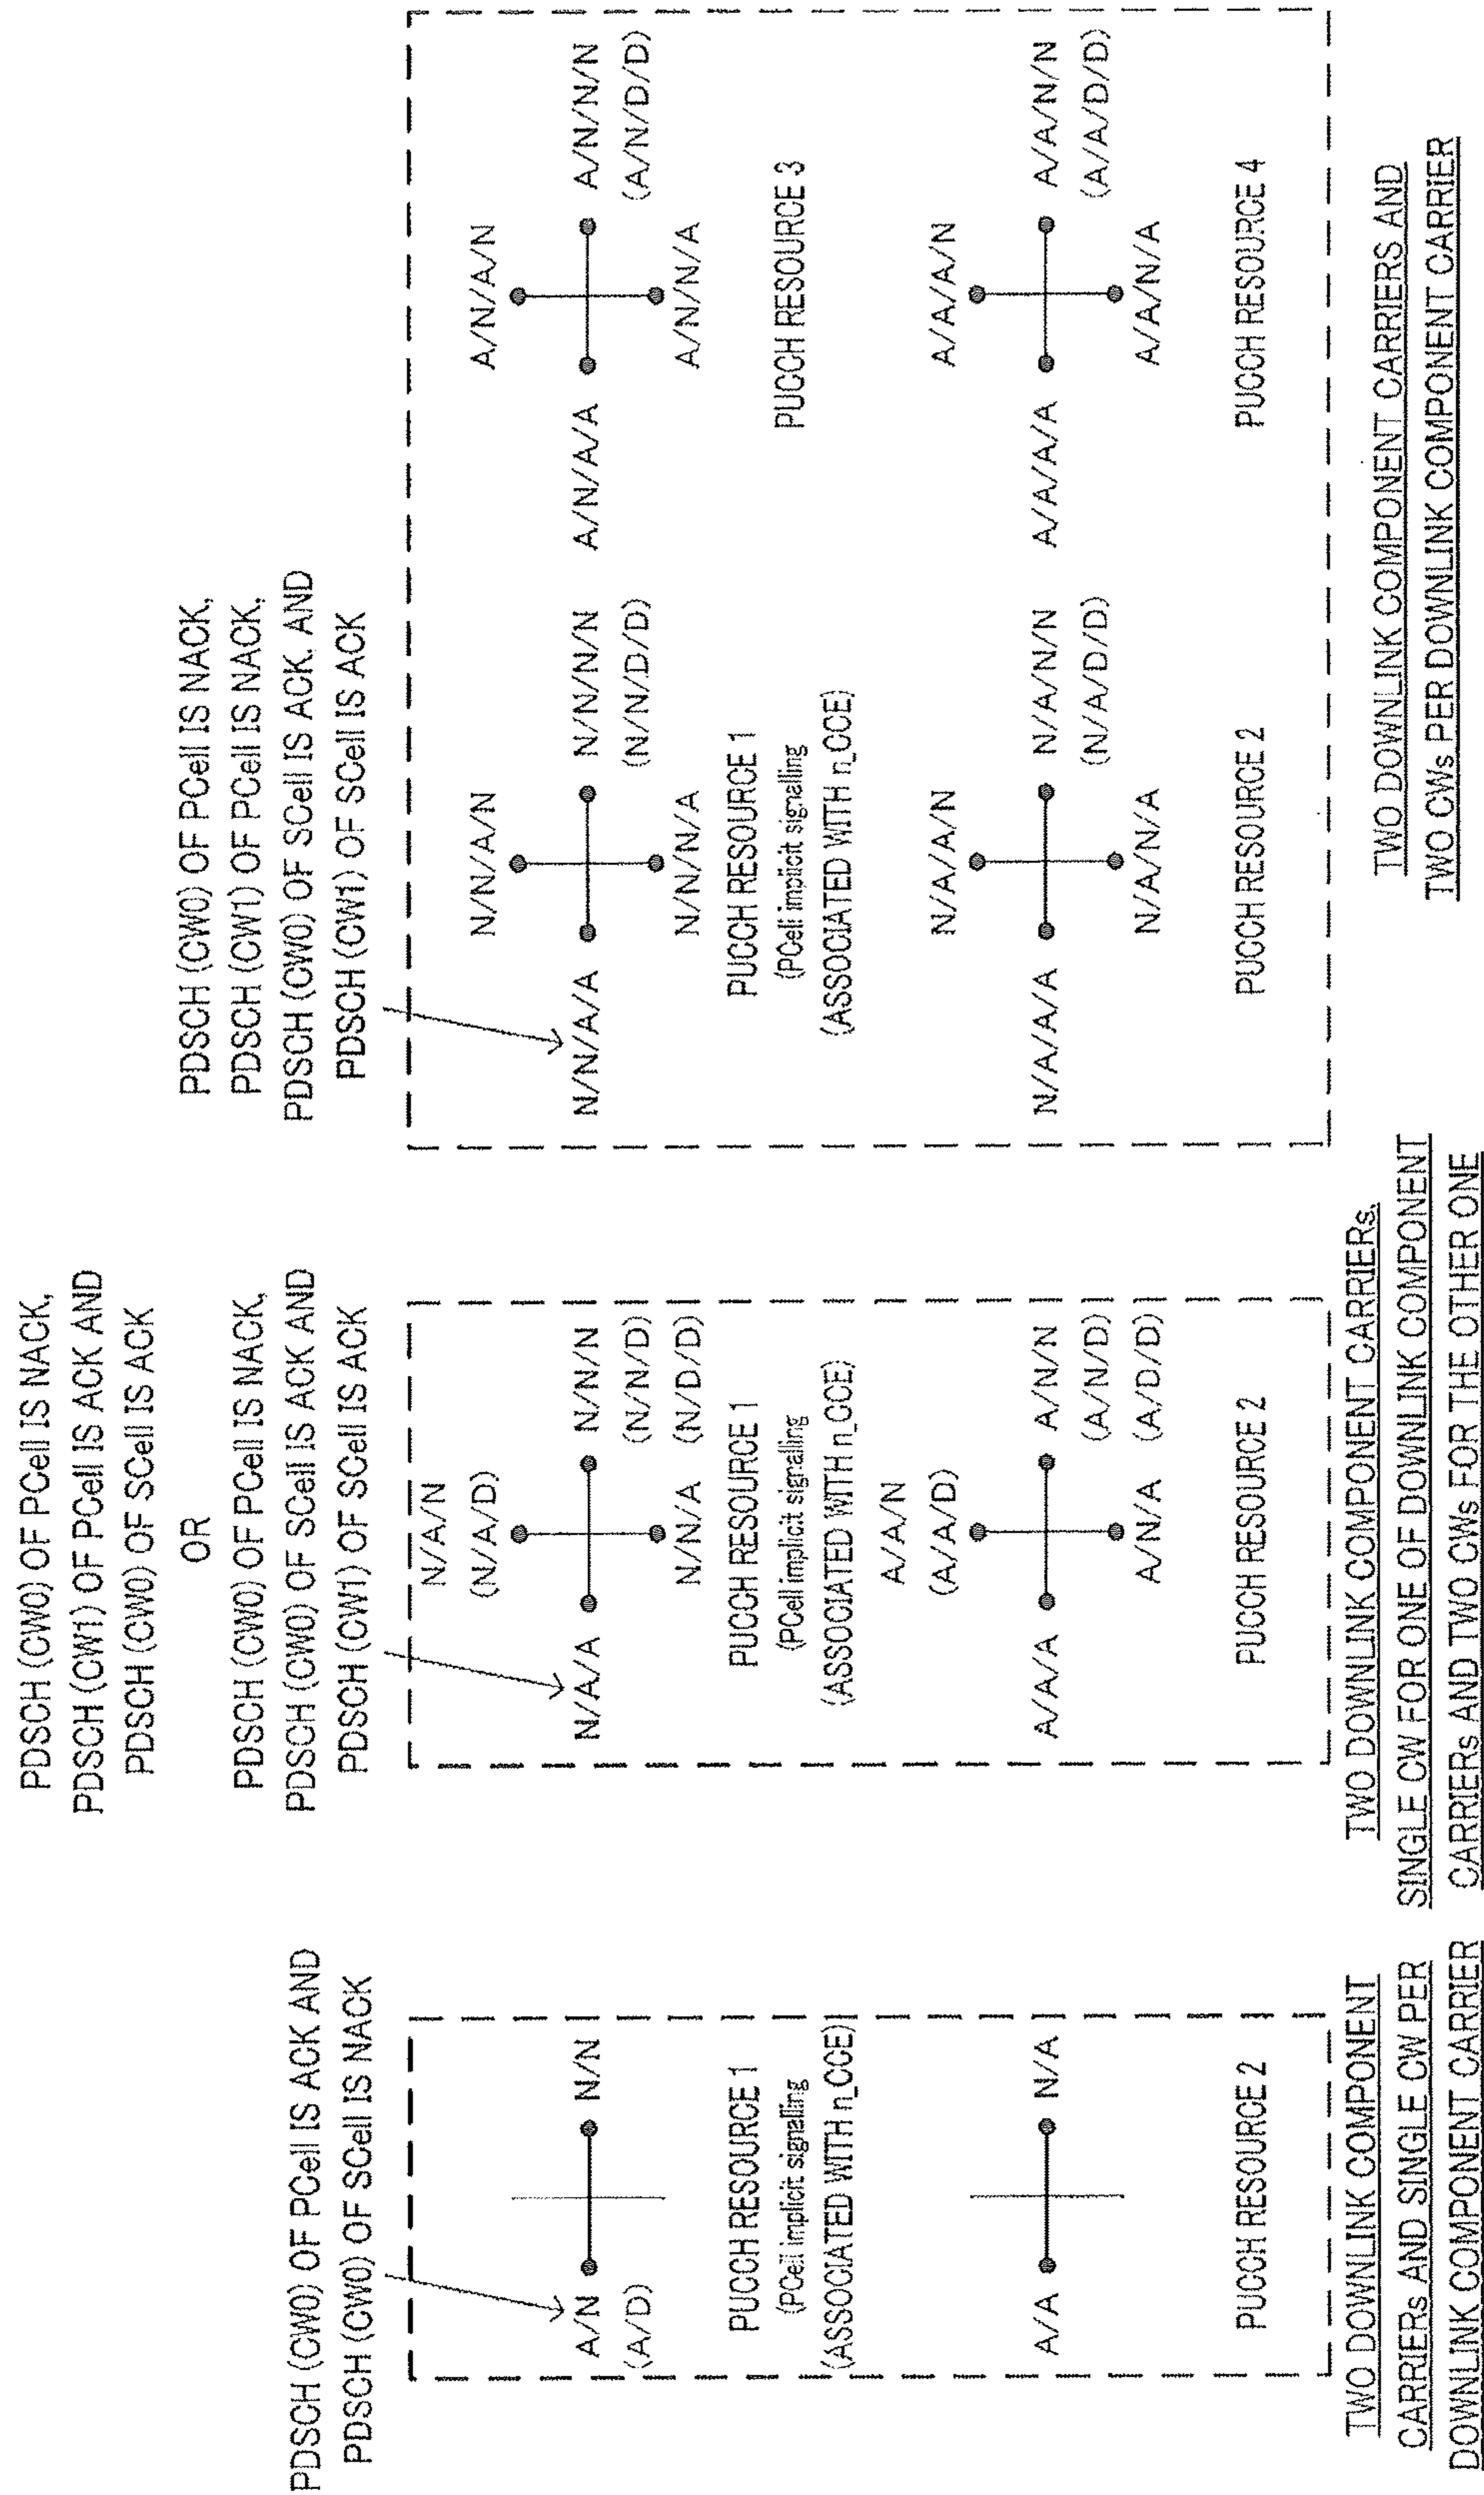 PDSCH (CW0) OF PCell IS ACK AND
PDSCH (CW0) OF SCell IS NACK
A/N
(A/D)
N/N
PUCCH RESOURCE 1
(PCell implicit signalling
(ASSOCIATED WITH n_CCE)
A/A
N/A
PUCCH RESOURCE 2
TWO DOWNLINK COMPONENT
CARRIERs AND SINGLE CW PER
DOWNLINK COMPONENT CARRIER
PDSCH (CW0) OF PCell IS NACK,
PDSCH (CW1) OF PCell IS ACK AND
PDSCH (CW0) OF SCell IS ACK
OR
PDSCH (CW0) OF PCell IS NACK,
PDSCH (CW0) OF SCell IS ACK AND
PDSCH (CW1) OF SCell IS ACK
N/A/N
(N/A/D)
N/A/A
N/N/N
(N/N/D)
N/N/A
(N/D/D)
PUCCH RESOURCE 1
(PCell implicit signalling
(ASSOCIATED WITH n_CCE)
A/A/N
(A/A/D)
A/A/A
A/N/N
(A/N/D)
A/N/A
(A/D/D)
PUCCH RESOURCE 2
TWO DOWNLINK COMPONENT CARRIERs,
SINGLE CW FOR ONE OF DOWNLINK COMPONENT
CARRIERs AND TWO CWs FOR THE OTHER ONE
PDSCH (CW0) OF PCell IS NACK,
PDSCH (CW1) OF PCell IS NACK,
PDSCH (CW0) OF SCell IS ACK, AND
PDSCH (CW1) OF SCell IS ACK
N/N/A/N
N/N/A/A
N/N/N/N
(N/N/D/D)
N/N/N/A
PUCCH RESOURCE 1
(PCell implicit signalling
(ASSOCIATED WITH n_CCE)
A/N/A/N
A/N/A/A
A/N/N/N
(A/N/D/D)
A/N/N/A
PUCCH RESOURCE 3
N/A/A/N
N/A/A/A
N/A/N/N
(N/A/D/D)
N/A/N/A
PUCCH RESOURCE 2
A/A/A/N
A/A/A/A
A/A/N/N
(A/A/D/D)
A/A/N/A
PUCCH RESOURCE 4
TWO DOWNLINK COMPONENT CARRIERs AND
TWO CWs PER DOWNLINK COMPONENT CARRIER